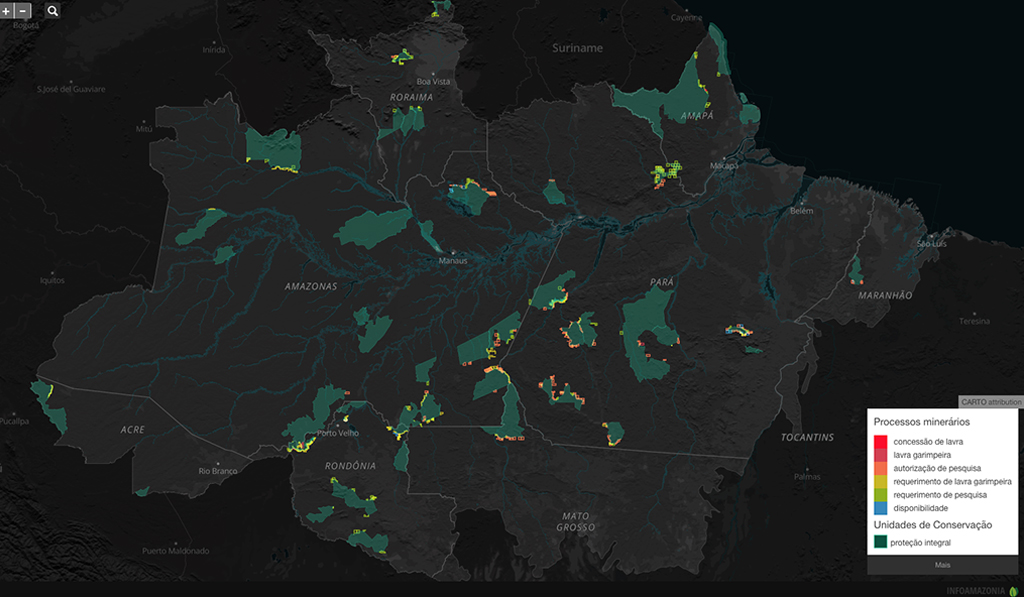 + −
Bogotá
Inírida
S.José del Guaviare
Mitú
Boa Vista
RORAIMA
Suriname
Cayenne
AMAPÁ
Macapá
Belém
São Luís
Iquitos
Manaus
AMAZONAS
PARÁ
MARANHÃO
Teresina
Pucallpa
ACRE
Porto Velho
Rio Branco
RONDÔNIA
TOCANTINS
Palmas
MATO
GROSSO
Puerto Maldonado
CARTO attribution
Processos minerários
concessão de lavra
lavra garimpeira
autorização de pesquisa
requerimento de lavra garimpeira
requerimento de pesquisa
disponibilidade
Unidades de Conservação
proteção integral
Mais
INFOAMAZONIA